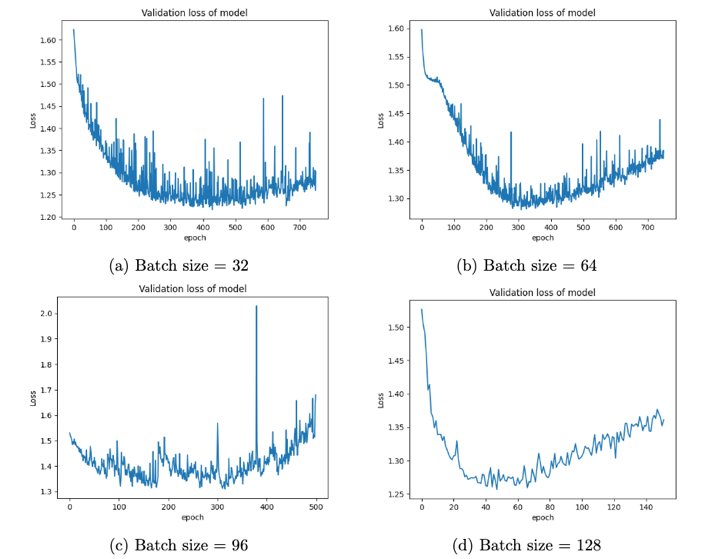 Validation loss of model
1.60
1.55
1.50
1.45
1.40
1.35
1.30
1.25
1.20
Loss
0 100 200 300 400 500 600 700
epoch
(a) Batch size = 32
Validation loss of model
1.60
1.55
1.50
1.45
1.40
1.35
1.30
Loss
0 100 200 300 400 500 600 700
epoch
(b) Batch size = 64
Validation loss of model
2.0
1.9
1.8
1.7
1.6
1.5
1.4
1.3
Loss
0 100 200 300 400 500
epoch
(c) Batch size = 96
Validation loss of model
1.50
1.45
1.40
1.35
1.30
1.25
Loss
0 20 40 60 80 100 120 140
epoch
(d) Batch size = 128